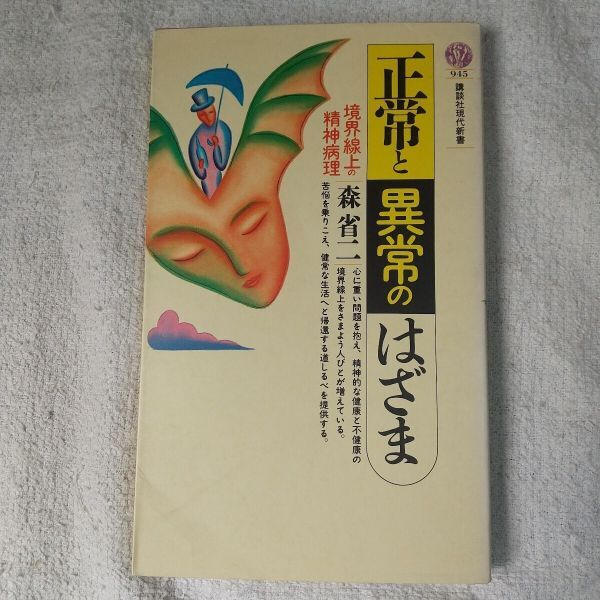 945
講談社現代新書
正常と異常のはざま
境界線上の
精神病理
森省二
心に重い問題を抱え、精神的な健康と不健康の
境界線上をさまよう人びとが増えている。
苦悩を乗りこえ、健常な生活へと帰還する道しるべを提供する。